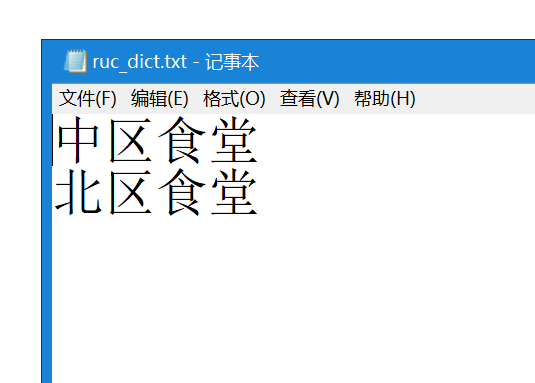 ruc_dict.txt - 记事本
文件(F) 编辑(E) 格式(O) 查看(V) 帮助(H)
中区食堂
北区食堂